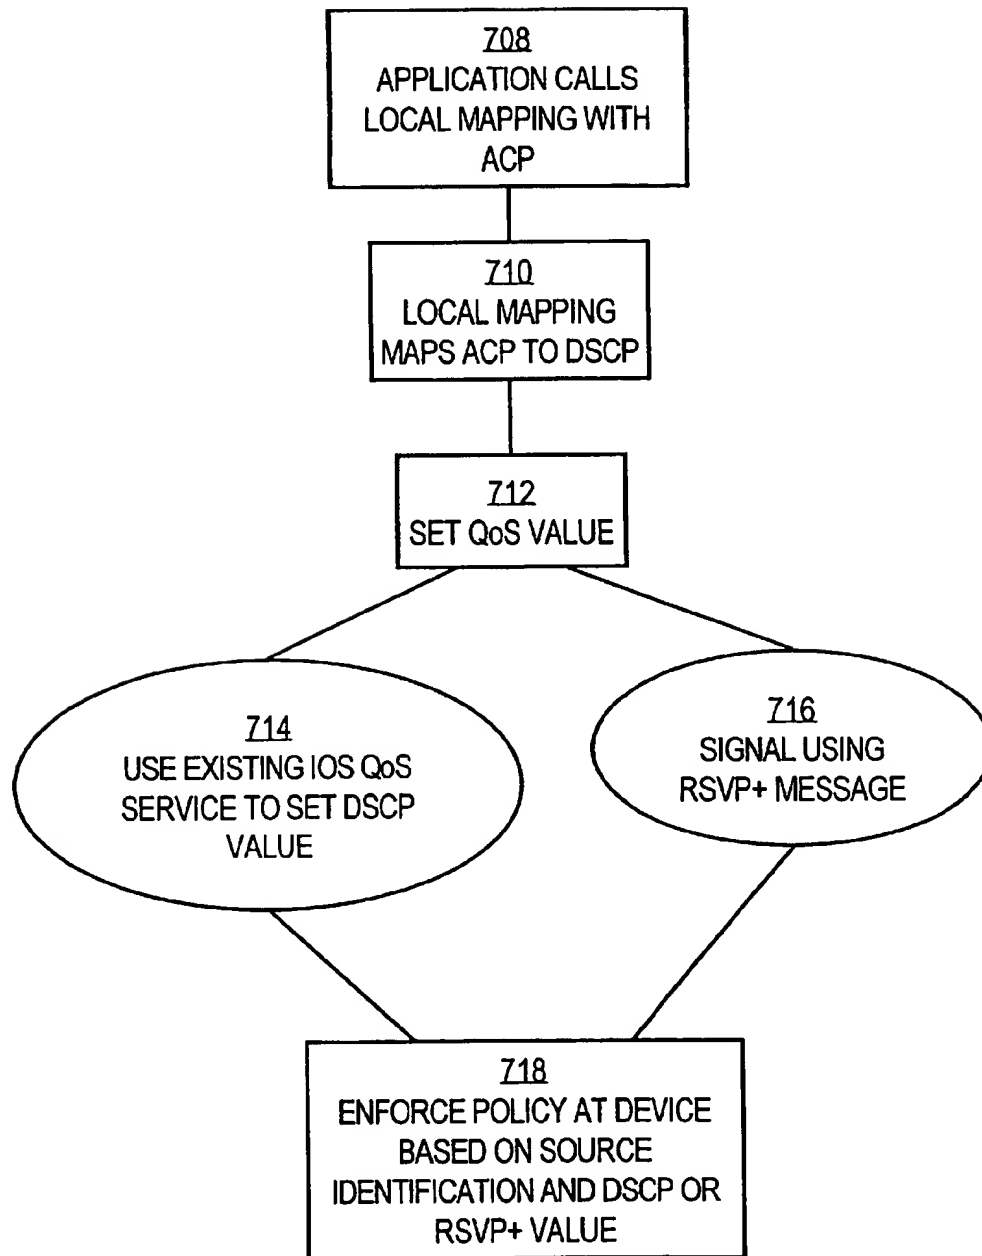 708
APPLICATION CALLS
LOCAL MAPPING WITH
ACP
710
LOCAL MAPPING
MAPS ACP TO DSCP
712
SET QoS VALUE
714
USE EXISTING IOS QoS
SERVICE TO SET DSCP
VALUE
716
SIGNAL USING
RSVP+ MESSAGE
718
ENFORCE POLICY AT DEVICE
BASED ON SOURCE
IDENTIFICATION AND DSCP OR
RSVP+ VALUE